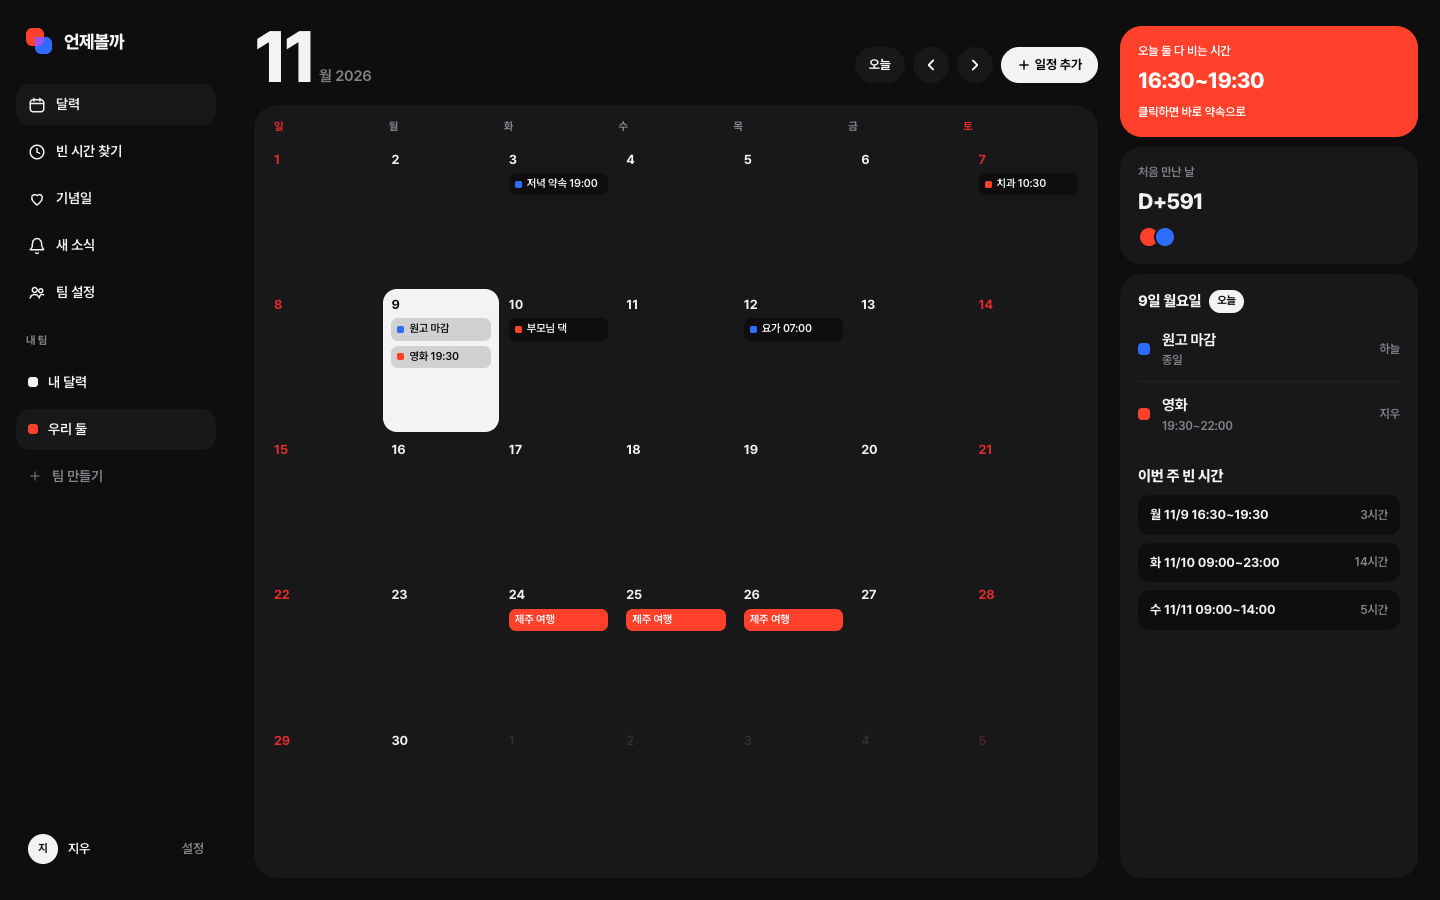 언제볼까
달력
빈 시간 찾기
기념일
새 소식
팀 설정
내 팀
내 달력
우리 둘
팀 만들기
지 지우 설정
11 월 2026
오늘
일정 추가
일 월 화 수 목 금 토
1 2 3 4 5 6 7
저녁 약속 19:00 치과 10:30
8 9 10 11 12 13 14
원고 마감 부모님 댁 요가 07:00
영화 19:30
15 16 17 18 19 20 21
22 23 24 25 26 27 28
제주 여행 제주 여행 제주 여행
29 30 1 2 3 4 5
오늘 둘 다 비는 시간
16:30~19:30
클릭하면 바로 약속으로
처음 만난 날
D+591
9일 월요일 오늘
원고 마감 하늘
종일
영화 지우
19:30~22:00
이번 주 빈 시간
월 11/9 16:30~19:30 3시간
화 11/10 09:00~23:00 14시간
수 11/11 09:00~14:00 5시간